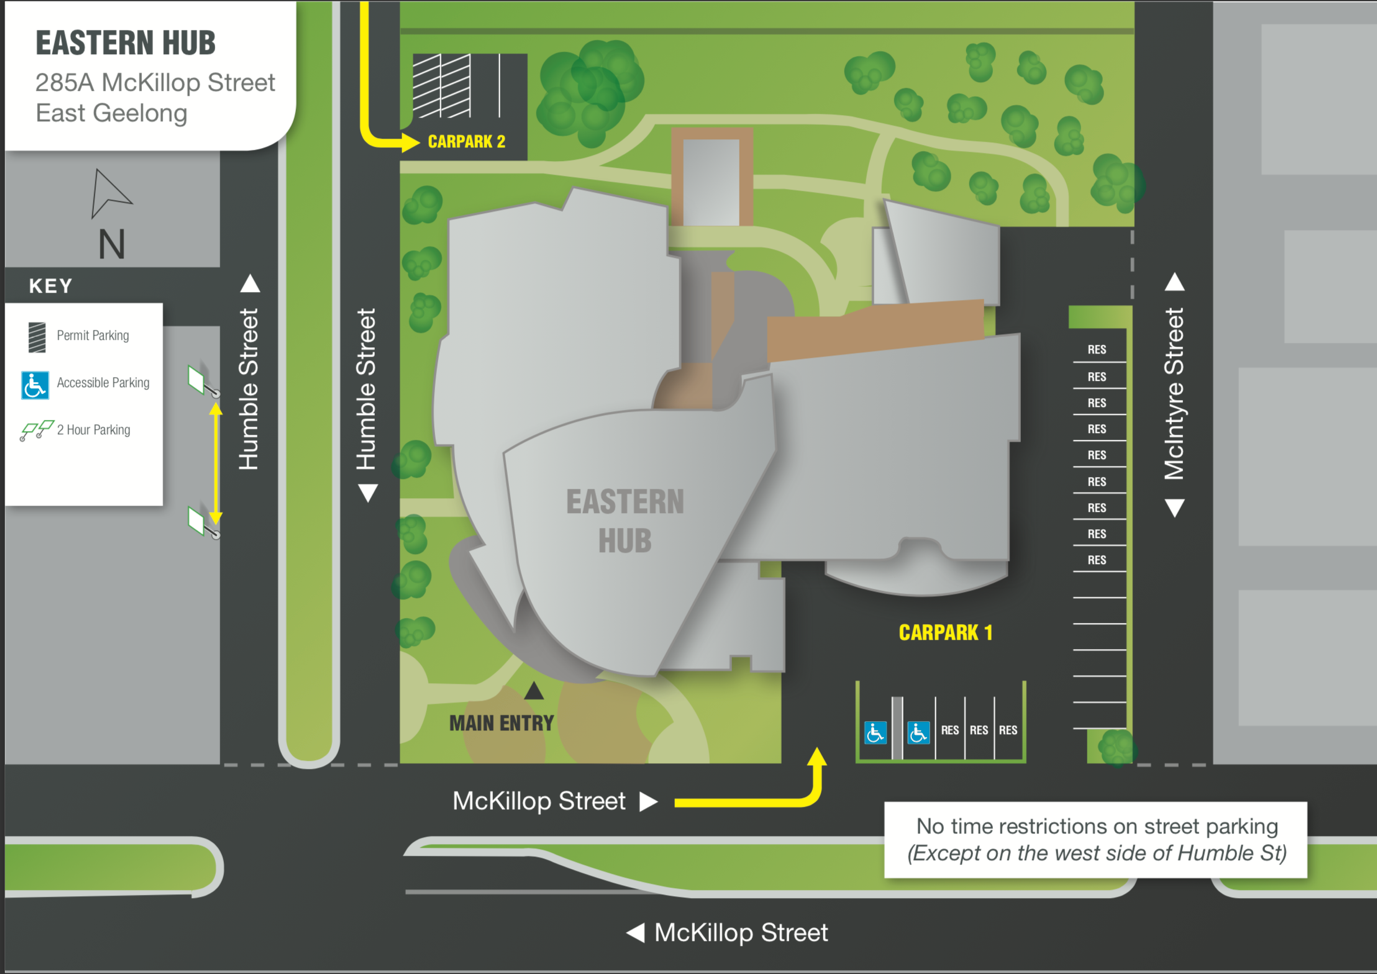 EASTERN HUB
285A McKillop Street
East Geelong
N
KEY
Permit Parking
Accessible Parking
2 Hour Parking
Humble Street
Humble Street
CARPARK 2
EASTERN
HUB
MAIN ENTRY
CARPARK 1
RES
RES
RES
RES
RES
RES
RES
RES
RES
McIntyre Street
RES
RES
RES
McKillop Street
No time restrictions on street parking
(Except on the west side of Humble St)
McKillop Street